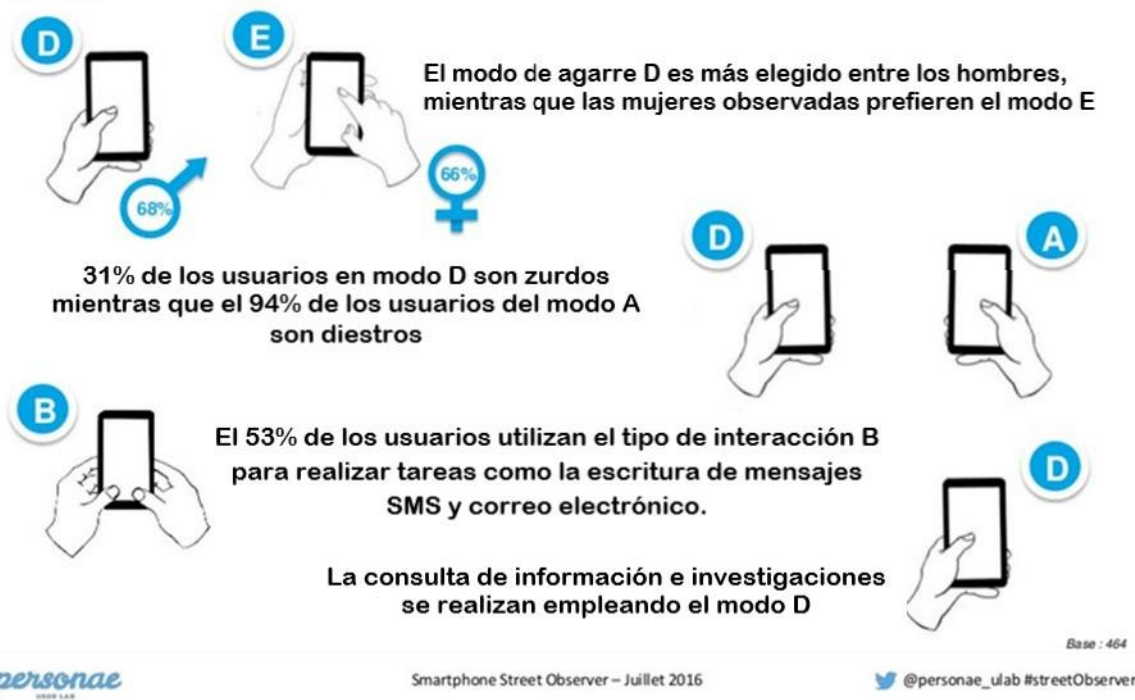 D
E
El modo de agarre D es más elegido entre los hombres,
mientras que las mujeres observadas prefieren el modo E
68%
66%
D
A
31% de los usuarios en modo D son zurdos
mientras que el 94% de los usuarios del modo A
son diestros
B
El 53% de los usuarios utilizan el tipo de interacción B
para realizar tareas como la escritura de mensajes
SMS y correo electrónico.
D
La consulta de información e investigaciones
se realizan empleando el modo D
Base : 464
personae
USER LAB
Smartphone Street Observer – Juillet 2016
@personae_ulab #streetObserver